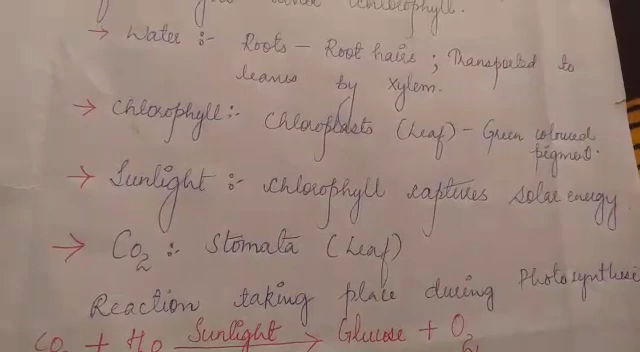 chlorophyll.
→ Water :- Roots - Root hairs ; Transported to
leaves by xylem.
→ Chlorophyll :- Chloroplasts (Leaf) - Green coloured
pigment.
→ Sunlight :- chlorophyll captures solar energy
→ CO2 :- Stomata (Leaf)
Reaction taking place during Photosynthesis
CO2 + H2O Sunlight → Glucose + O2